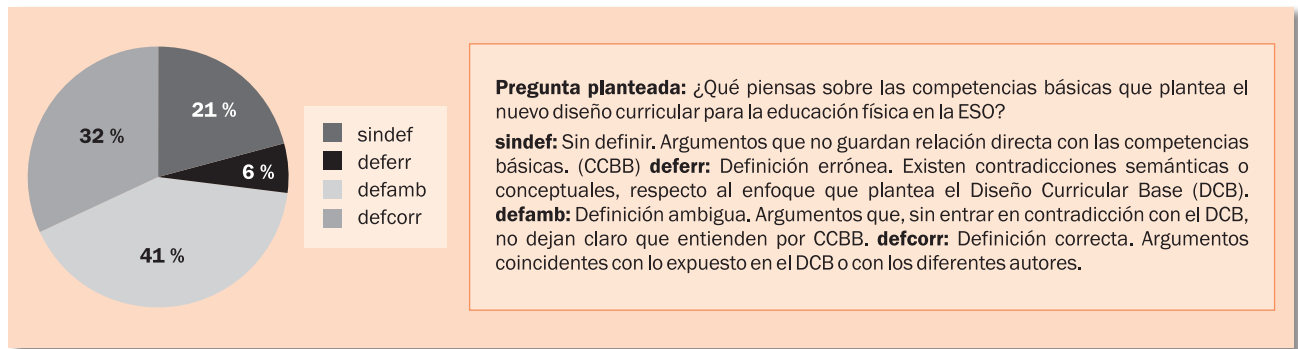 21 %
32 %
6 %
41 %
sindef
deferr
defamb
defcorr
Pregunta planteada: ¿Qué piensas sobre las competencias básicas que plantea el
nuevo diseño curricular para la educación física en la ESO?
sindef: Sin definir. Argumentos que no guardan relación directa con las competencias
básicas. (CCBB) deferr: Definición errónea. Existen contradicciones semánticas o
conceptuales, respecto al enfoque que plantea el Diseño Curricular Base (DCB).
defamb: Definición ambigua. Argumentos que, sin entrar en contradicción con el DCB,
no dejan claro que entienden por CCBB. defcorr: Definición correcta. Argumentos
coincidentes con lo expuesto en el DCB o con los diferentes autores.